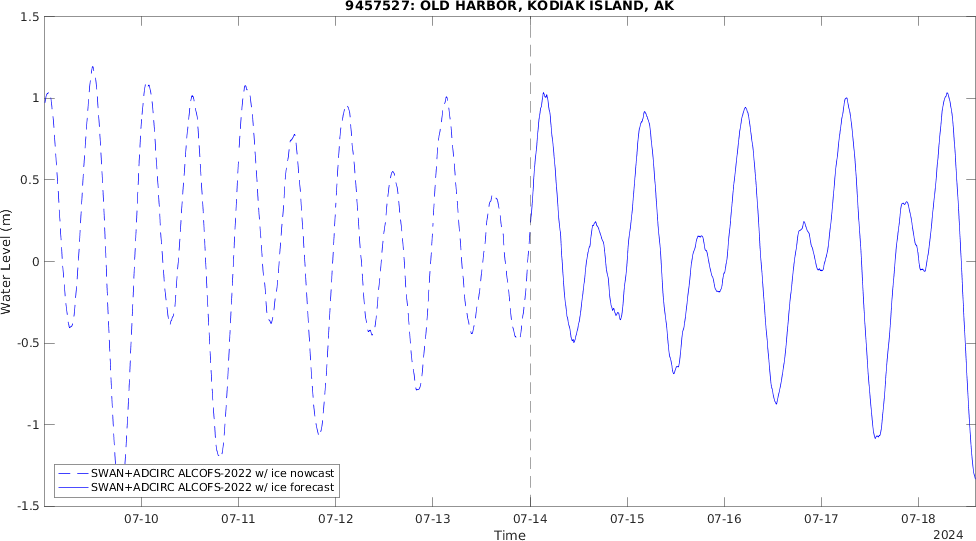 9457527: OLD HARBOR, KODIAK ISLAND, AK
1.5
1
0.5
0
-0.5
-1
-1.5
Water Level (m)
SWAN+ADCIRC ALCOFS-2022 w/ ice nowcast
SWAN+ADCIRC ALCOFS-2022 w/ ice forecast
07-10 07-11 07-12 07-13 07-14 07-15 07-16 07-17 07-18
Time
2024